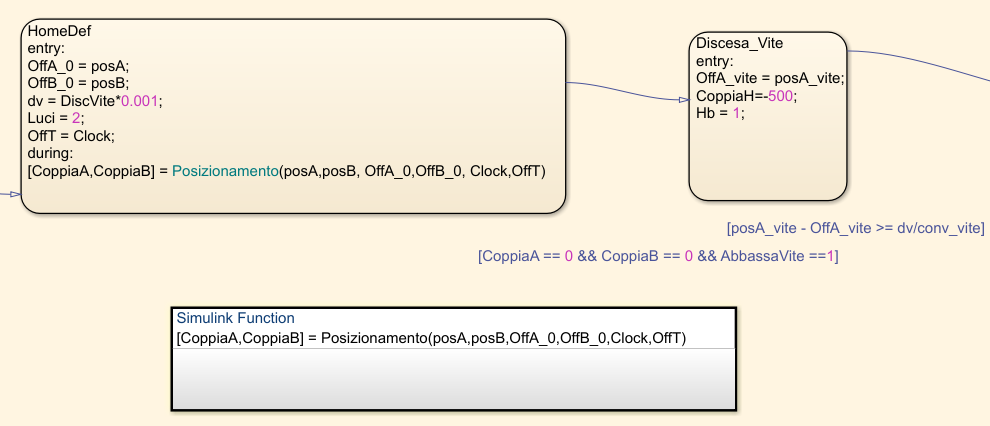 HomeDef
entry:
OffA_0 = posA;
OffB_0 = posB;
dv = DiscVite*0.001;
Luci = 2;
OffT = Clock;
during:
[CoppiaA,CoppiaB] = Posizionamento(posA,posB, OffA_0,OffB_0, Clock,OffT)
Discesa_Vite
entry:
OffA_vite = posA_vite;
CoppiaH=-500;
Hb = 1;
[posA_vite - OffA_vite >= dv/conv_vite]
[CoppiaA == 0 && CoppiaB == 0 && AbbassaVite ==1]
Simulink Function
[CoppiaA,CoppiaB] = Posizionamento(posA,posB,OffA_0,OffB_0,Clock,OffT)